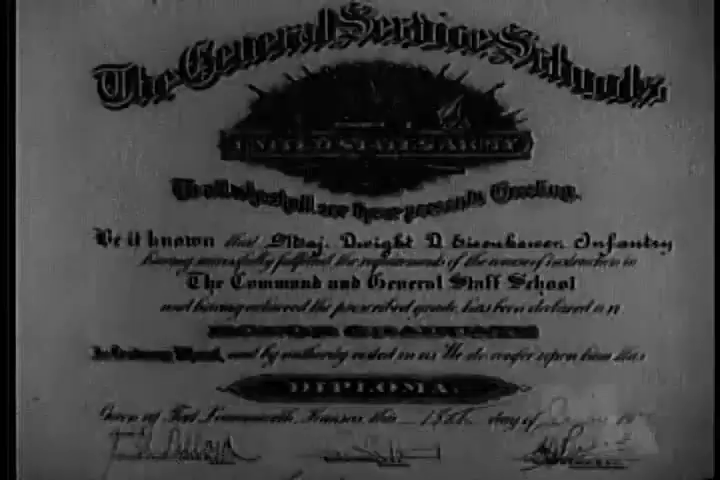 The General Service Schools
UNITED STATES ARMY
To all who shall see these presents Greeting.
Be it known that Maj. Dwight D. Eisenhower, Infantry
having successfully fulfilled the requirements of the course of instruction in
The Command and General Staff School
and having achieved the prescribed grade, has been declared an
HONOR GRADUATE
In testimony Whereof, and by authority vested in us We do confer upon him this
DIPLOMA.
Given at Fort Leavenworth, Kansas this day of